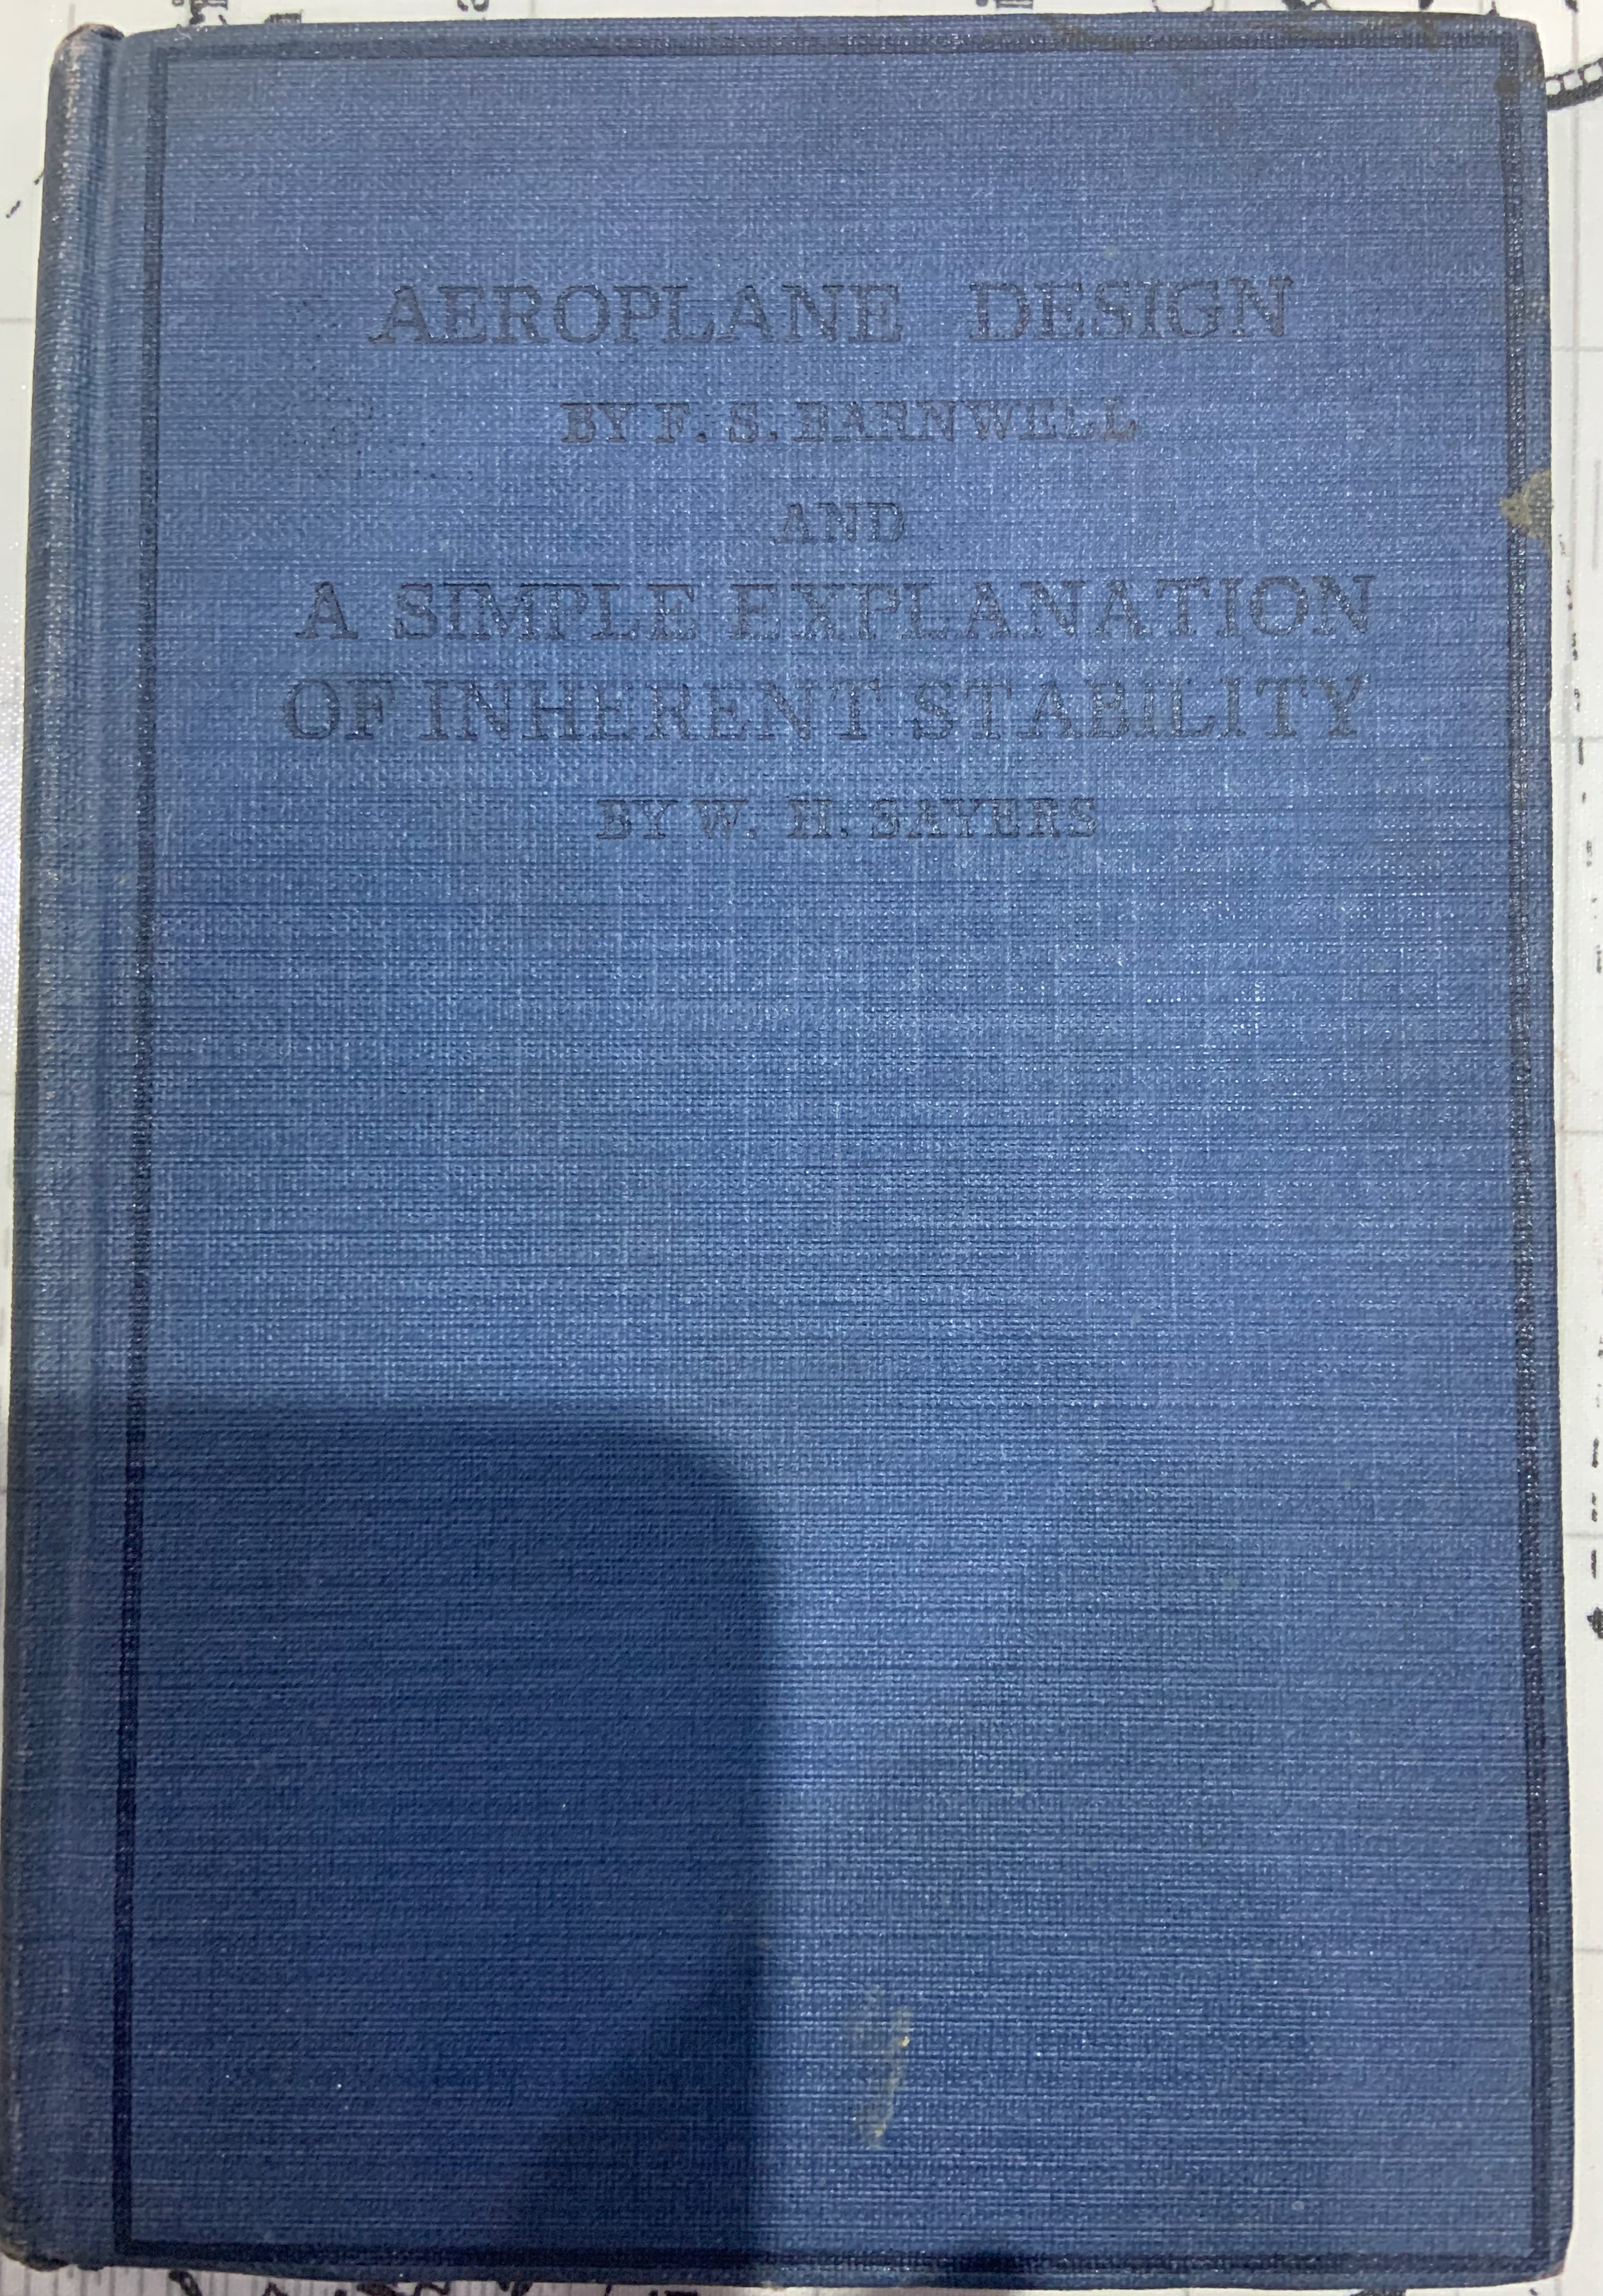 AEROPLANE DESIGN
BY F. S. BARNWELL
AND
A SIMPLE EXPLANATION
OF INHERENT STABILITY
BY W. H. SAYERS